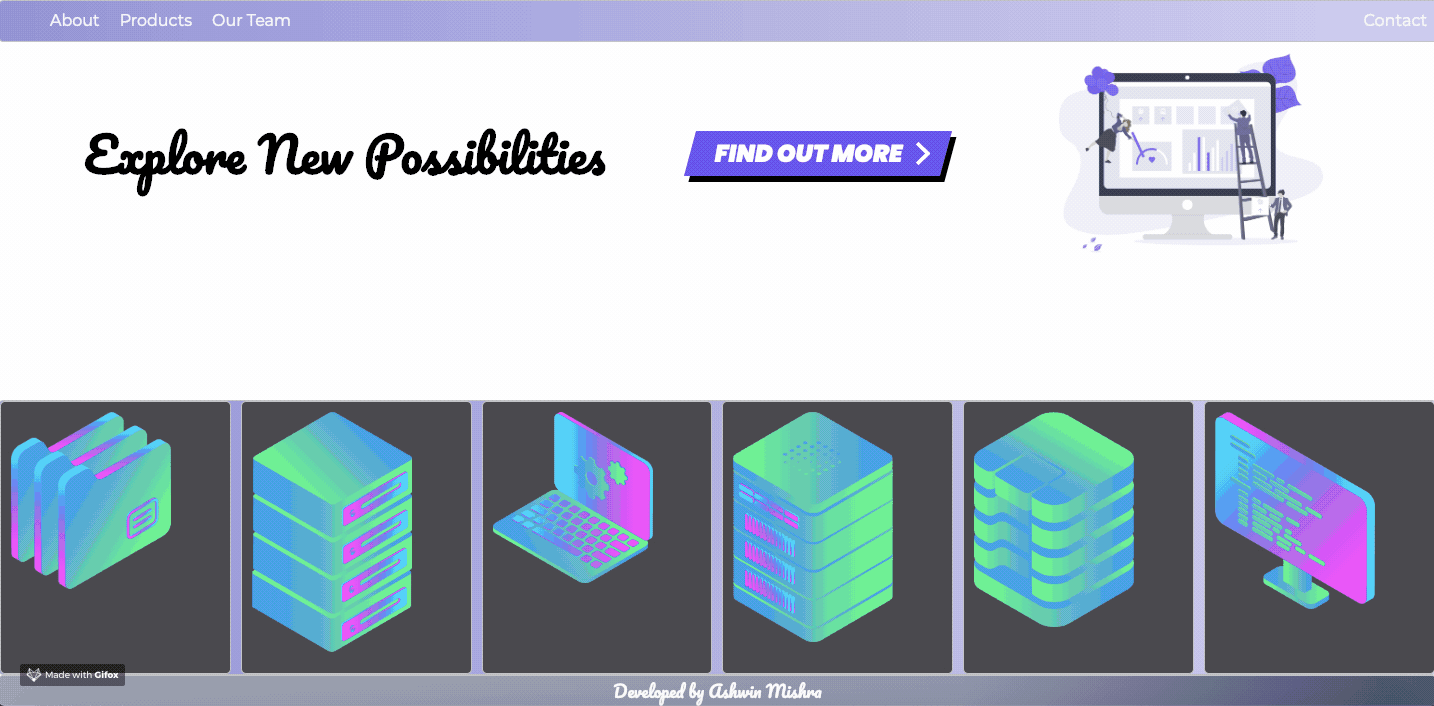 About Products Our Team Contact
Explore New Possibilities
FIND OUT MORE
Made with Gifox
Developed by Ashwin Mishra